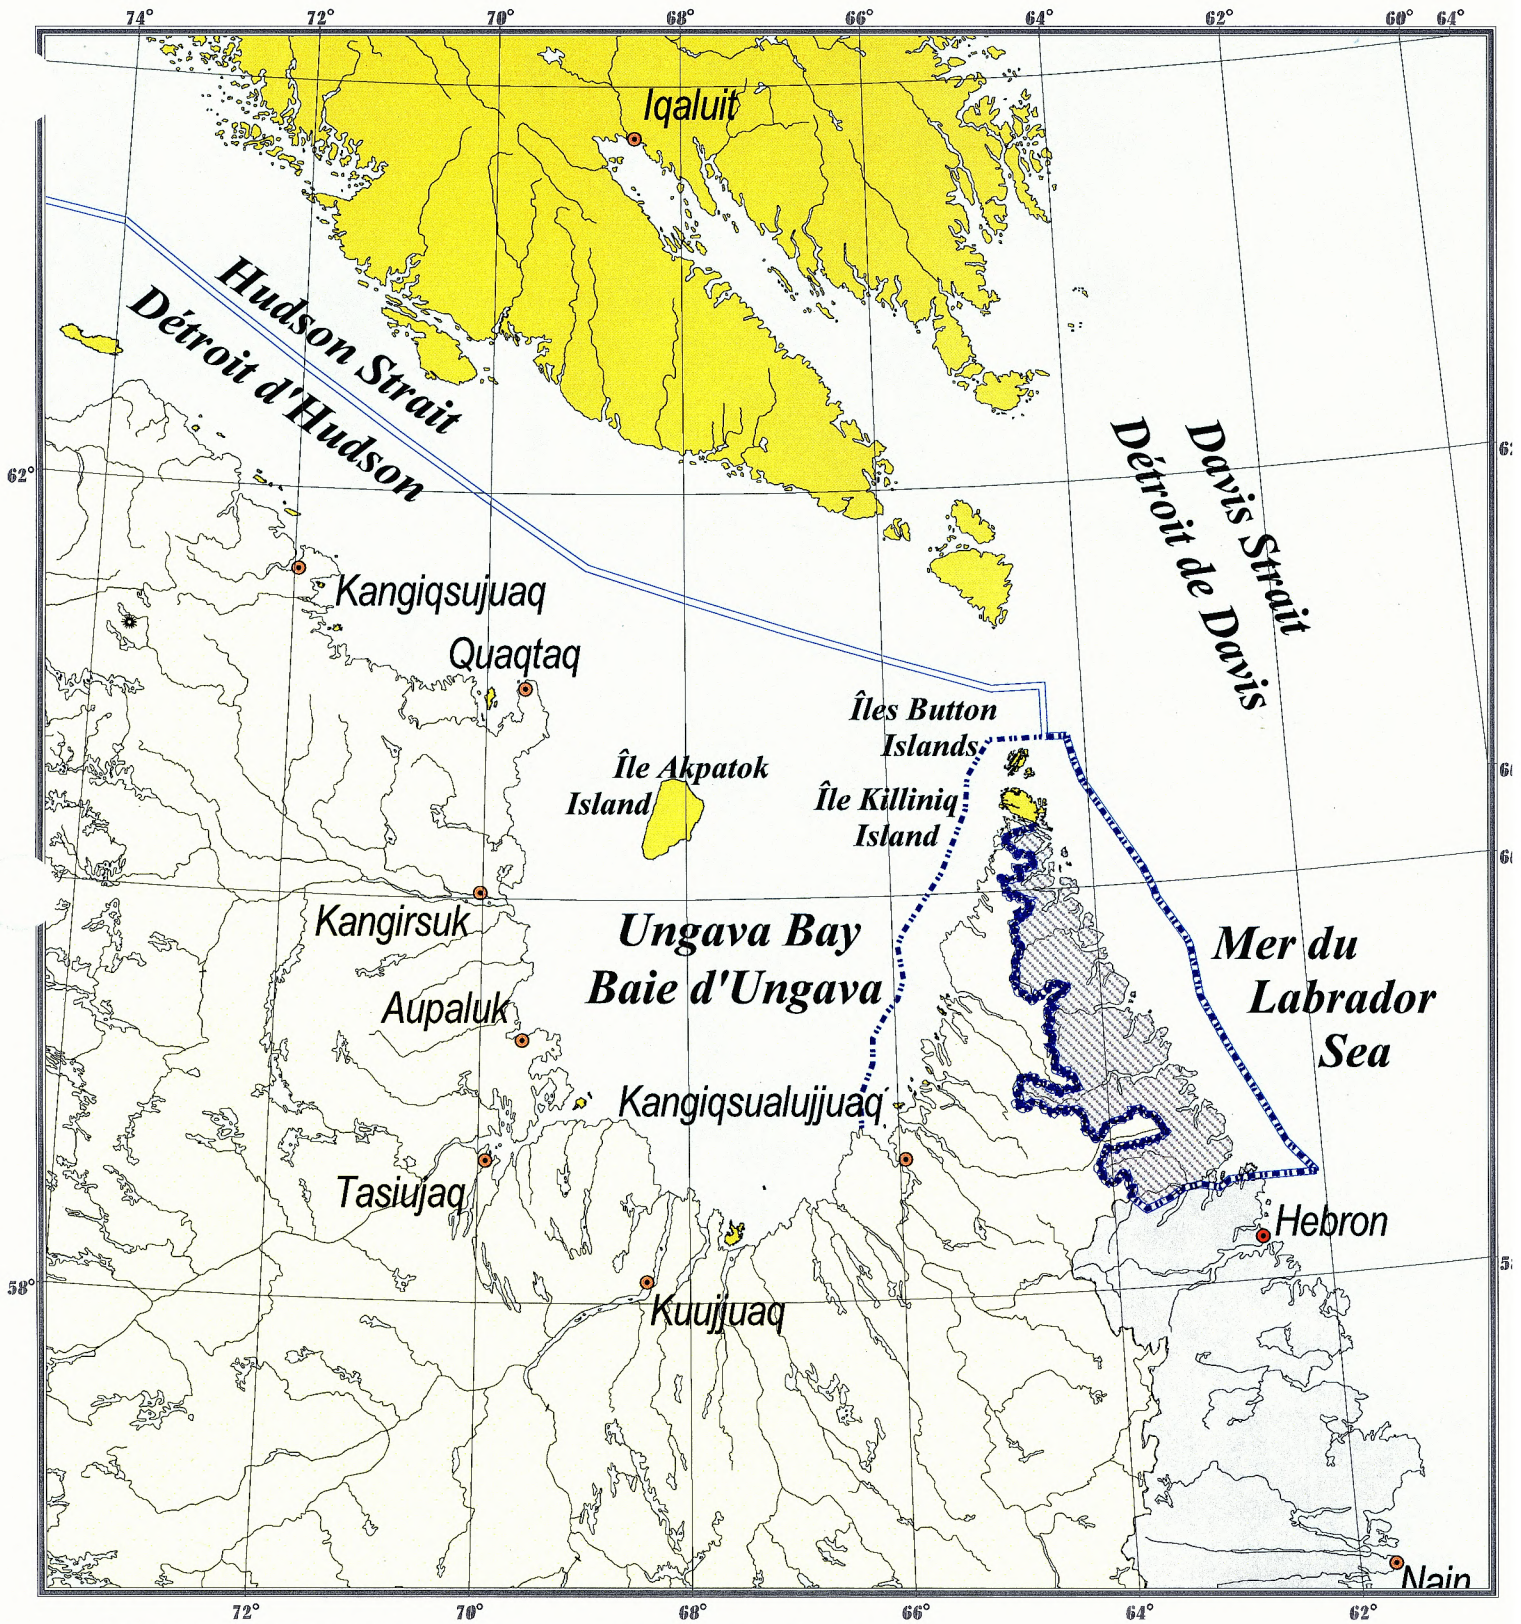 74° 72° 70° 68° 66° 64° 62° 60° 64°
Iqaluit
Hudson Strait
Détroit d'Hudson
Davis Strait
Détroit de Davis
62°
Kangiqsujuaq
Quaqtaq
Îles Button
Islands
Île Akpatok
Island
Île Killiniq
Island
Kangirsuk
Ungava Bay
Baie d'Ungava
Mer du
Labrador
Sea
Aupaluk
Kangiqsualujjuaq
Tasiujaq
Hebron
58°
Kuujjuaq
Nain
72° 70° 68° 66° 64° 62°